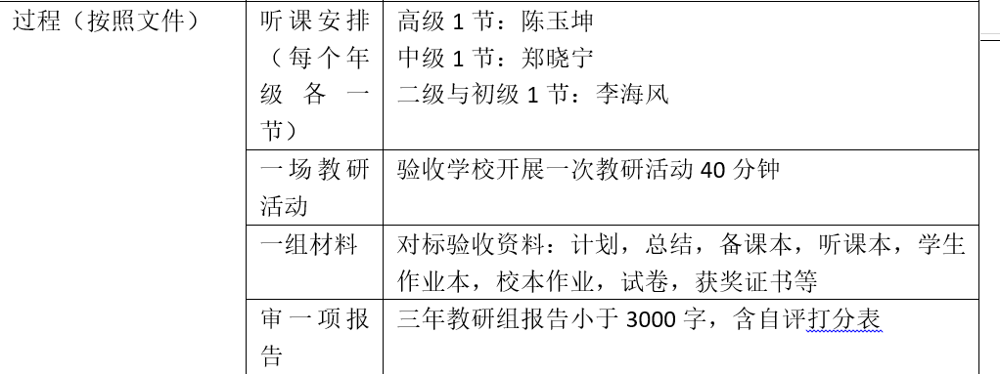 过程（按照文件）
听课安排
（每个年
级各一
节）
高级 1 节：陈玉坤
中级 1 节：郑晓宁
二级与初级 1 节：李海风
一场教研
活动
验收学校开展一次教研活动 40 分钟
一组材料
对标验收资料：计划，总结，备课本，听课本，学生
作业本，校本作业，试卷，获奖证书等
审一项报
告
三年教研组报告小于 3000 字，含自评打分表